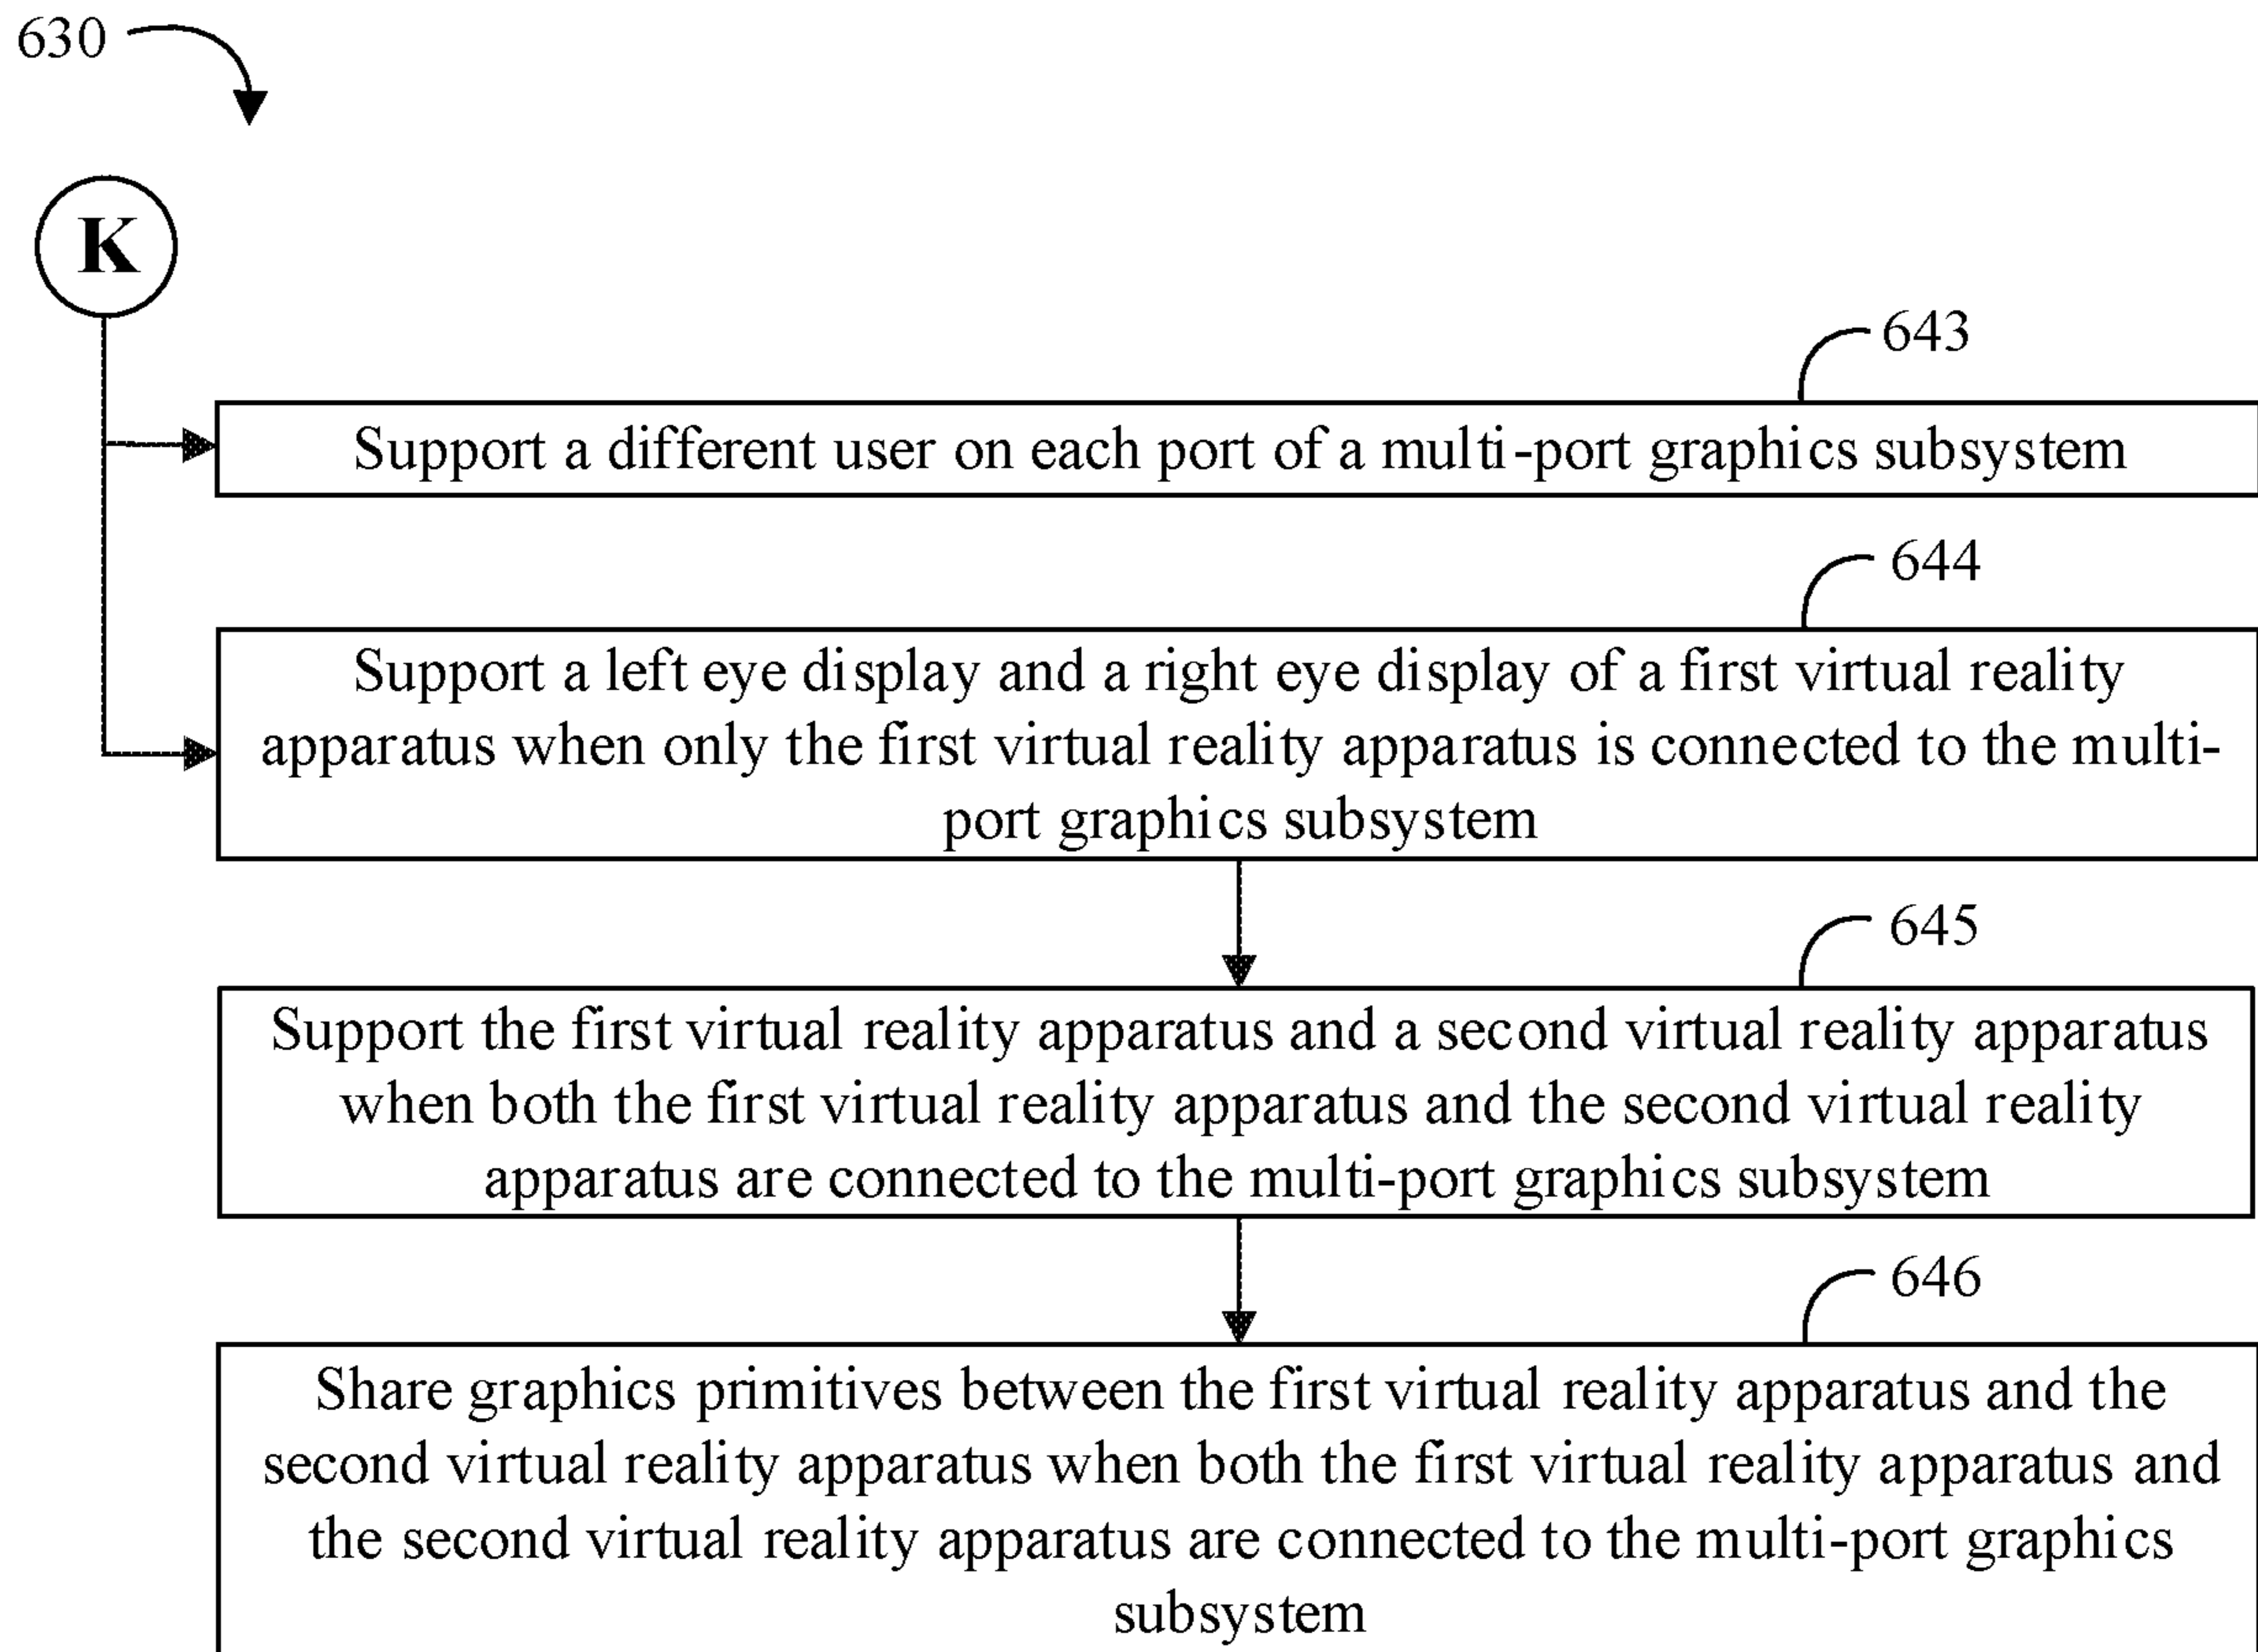 630
K
643
Support a different user on each port of a multi-port graphics subsystem
644
Support a left eye display and a right eye display of a first virtual reality
apparatus when only the first virtual reality apparatus is connected to the multi-
port graphics subsystem
645
Support the first virtual reality apparatus and a second virtual reality apparatus
when both the first virtual reality apparatus and the second virtual reality
apparatus are connected to the multi-port graphics subsystem
646
Share graphics primitives between the first virtual reality apparatus and the
second virtual reality apparatus when both the first virtual reality apparatus and
the second virtual reality apparatus are connected to the multi-port graphics
subsystem